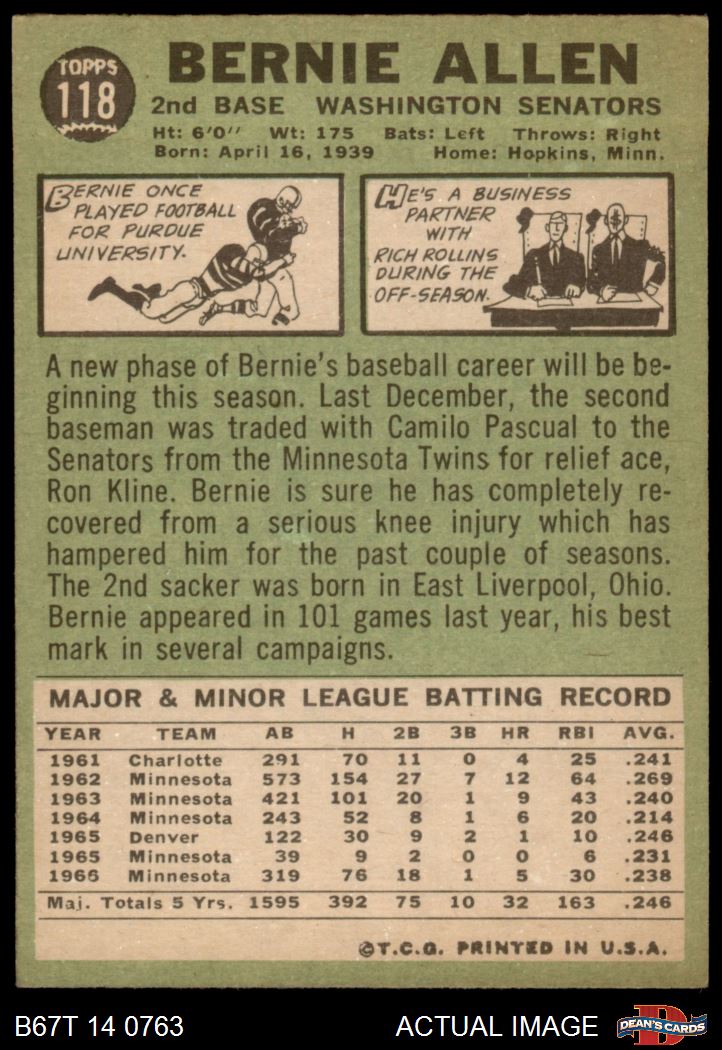 TOPPS
118
BERNIE ALLEN
2nd BASE WASHINGTON SENATORS
Ht: 6'0" Wt: 175 Bats: Left Throws: Right
Born: April 16, 1939 Home: Hopkins, Minn.
BERNIE ONCE
PLAYED FOOTBALL
FOR PURDUE
UNIVERSITY.
HE'S A BUSINESS
PARTNER
WITH
RICH ROLLINS
DURING THE
OFF-SEASON.
A new phase of Bernie's baseball career will be be-
ginning this season. Last December, the second
baseman was traded with Camilo Pascual to the
Senators from the Minnesota Twins for relief ace,
Ron Kline. Bernie is sure he has completely re-
covered from a serious knee injury which has
hampered him for the past couple of seasons.
The 2nd sacker was born in East Liverpool, Ohio.
Bernie appeared in 101 games last year, his best
mark in several campaigns.
MAJOR & MINOR LEAGUE BATTING RECORD
YEAR TEAM AB H 2B 3B HR RBI AVG.
1961 Charlotte 291 70 11 0 4 25 .241
1962 Minnesota 573 154 27 7 12 64 .269
1963 Minnesota 421 101 20 1 9 43 .240
1964 Minnesota 243 52 8 1 6 20 .214
1965 Denver 122 30 9 2 1 10 .246
1965 Minnesota 39 9 2 0 0 6 .231
1966 Minnesota 319 76 18 1 5 30 .238
Maj. Totals 5 Yrs. 1595 392 75 10 32 163 .246
©T.C.G. PRINTED IN U.S.A.
B67T 14 0763 ACTUAL IMAGE
D
DEAN'S CARDS